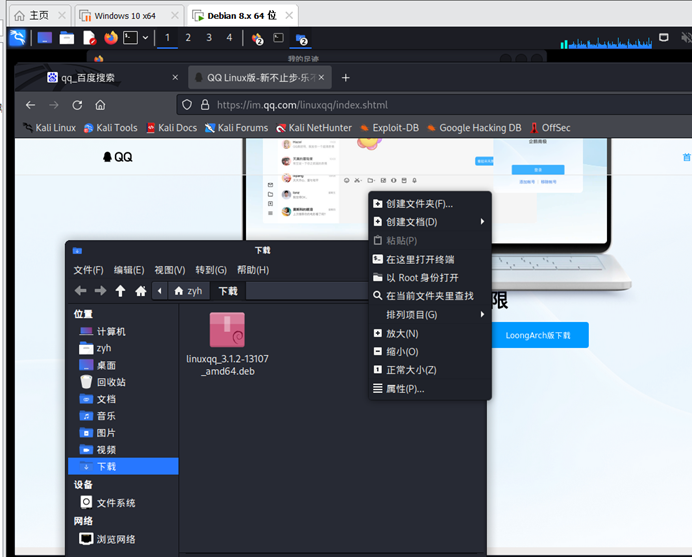 主页
Windows 10 x64
Debian 8.x 64 位
1 2 3 4
2
2
我的足迹
qq_百度搜索
QQ Linux版-新不止步·乐不
https://im.qq.com/linuxqq/index.shtml
Kali Linux
Kali Tools
Kali Docs
Kali Forums
Kali NetHunter
Exploit-DB
Google Hacking DB
OffSec
QQ
首
限
LoongArch版下载
下载
文件(F) 编辑(E) 视图(V) 转到(G) 帮助(H)
zyh
下载
位置
计算机
zyh
桌面
回收站
文档
音乐
图片
视频
下载
设备
文件系统
网络
浏览网络
linuxqq_3.1.2-13107
_amd64.deb
创建文件夹(F)...
创建文档(D)
粘贴(P)
在这里打开终端
以 Root 身份打开
在当前文件夹里查找
排列项目(G)
放大(N)
缩小(O)
正常大小(Z)
属性(P)...